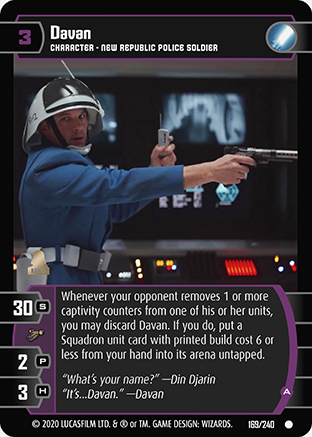 3
Davan
CHARACTER - NEW REPUBLIC POLICE SOLDIER
30 S
2 P
3 H
Whenever your opponent removes 1 or more
captivity counters from one of his or her units,
you may discard Davan. If you do, put a
Squadron unit card with printed build cost 6 or
less from your hand into its arena untapped.
“What's your name?” —Din Djarin
“It's...Davan.” —Davan
A
© 2020 LUCASFILM LTD. & ® or TM. GAME DESIGN: WIZARDS.
169/240